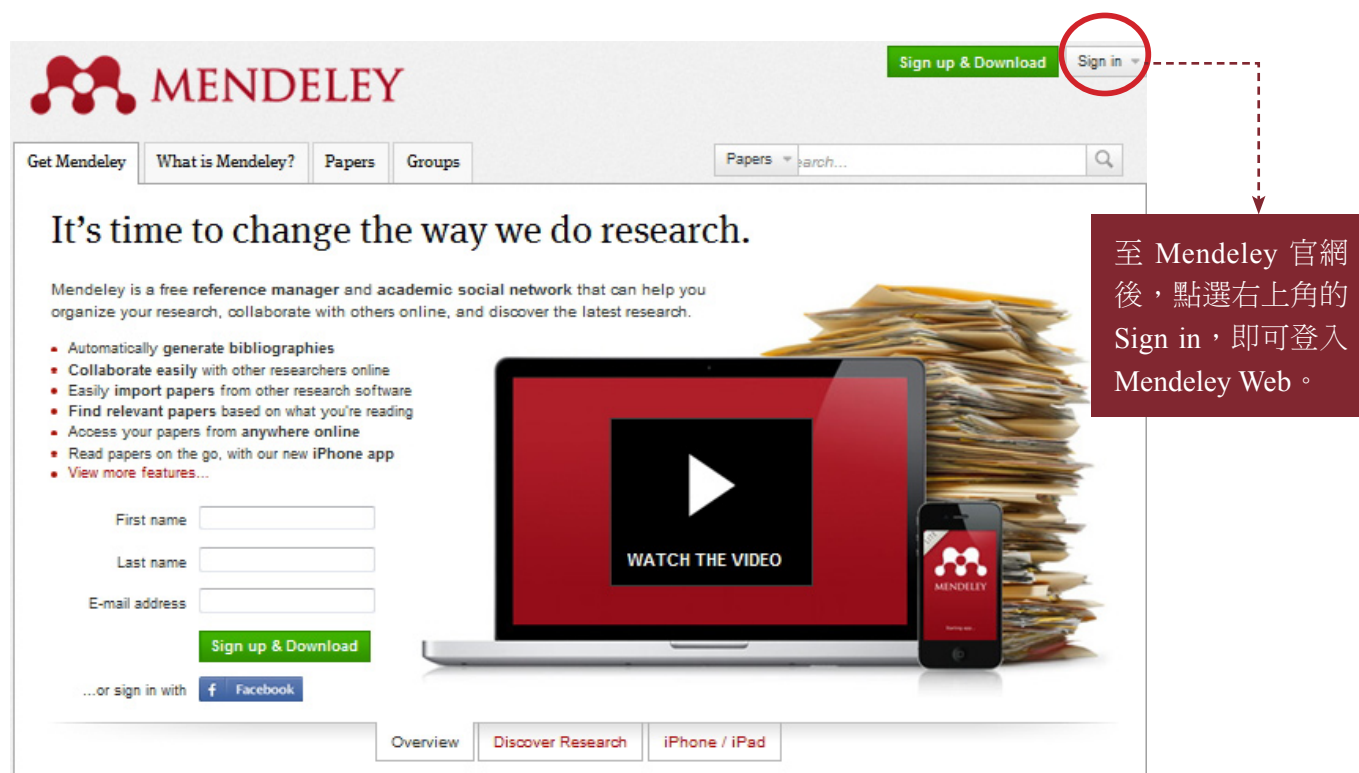 MENDELEY
Sign up & Download
Sign in
Get Mendeley
What is Mendeley?
Papers
Groups
Papers
earch...
It's time to change the way we do research.
Mendeley is a free reference manager and academic social network that can help you
organize your research, collaborate with others online, and discover the latest research.
Automatically generate bibliographies
Collaborate easily with other researchers online
Easily import papers from other research software
Find relevant papers based on what you're reading
Access your papers from anywhere online
Read papers on the go, with our new iPhone app
View more features...
First name
Last name
E-mail address
Sign up & Download
...or sign in with
f Facebook
WATCH THE VIDEO
LITE
MENDELEY
Overview
Discover Research
iPhone / iPad
至 Mendeley 官網
後，點選右上角的
Sign in，即可登入
Mendeley Web。